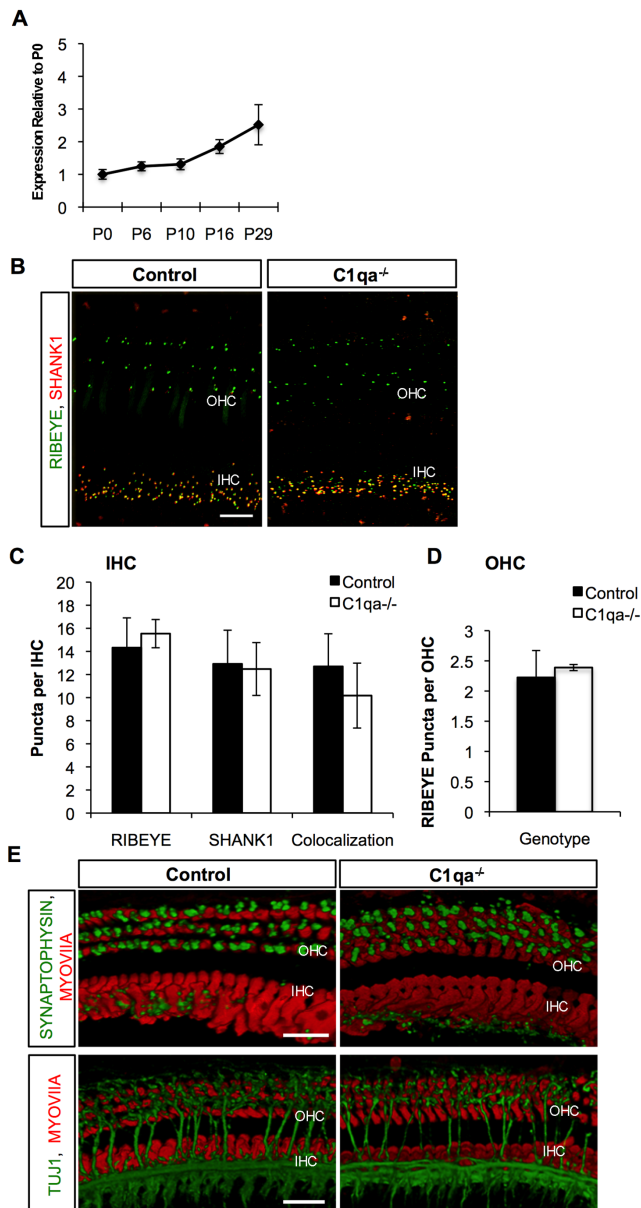 A
Expression Relative to P0
5
4
3
2
1
0
P0 P6 P10 P16 P29
B
Control
C1qa-/-
RIBEYE, SHANK1
OHC
OHC
IHC
IHC
C
IHC
Control
C1qa-/-
Puncta per IHC
20
18
16
14
12
10
8
6
4
2
0
RIBEYE SHANK1 Colocalization
D
OHC
Control
C1qa-/-
RIBEYE Puncta per OHC
3
2.5
2
1.5
1
0.5
0
Genotype
E
Control
C1qa-/-
SYNAPTOPHYSIN,
MYOVIIA
OHC
OHC
IHC
IHC
TUJ1, MYOVIIA
OHC
OHC
IHC
IHC